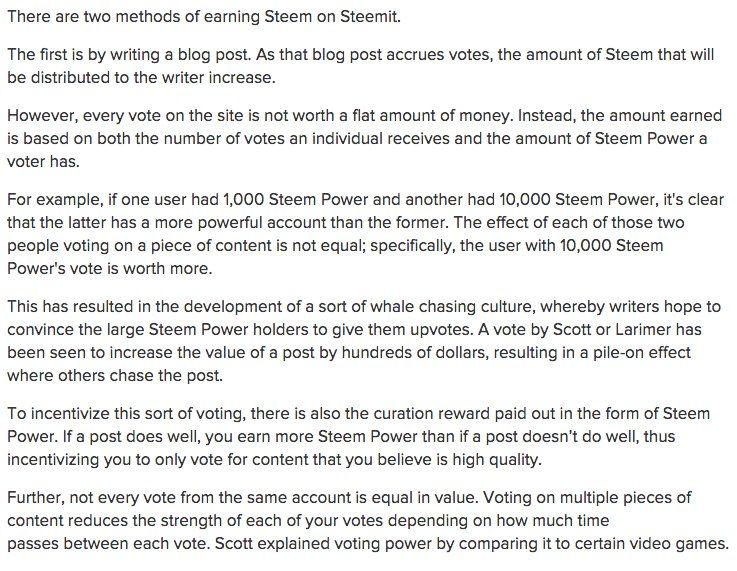 There are two methods of earning Steem on Steemit.
The first is by writing a blog post. As that blog post accrues votes, the amount of Steem that will
be distributed to the writer increase.
However, every vote on the site is not worth a flat amount of money. Instead, the amount earned
is based on both the number of votes an individual receives and the amount of Steem Power a
voter has.
For example, if one user had 1,000 Steem Power and another had 10,000 Steem Power, it's clear
that the latter has a more powerful account than the former. The effect of each of those two
people voting on a piece of content is not equal; specifically, the user with 10,000 Steem
Power's vote is worth more.
This has resulted in the development of a sort of whale chasing culture, whereby writers hope to
convince the large Steem Power holders to give them upvotes. A vote by Scott or Larimer has
been seen to increase the value of a post by hundreds of dollars, resulting in a pile-on effect
where others chase the post.
To incentivize this sort of voting, there is also the curation reward paid out in the form of Steem
Power. If a post does well, you earn more Steem Power than if a post doesn't do well, thus
incentivizing you to only vote for content that you believe is high quality.
Further, not every vote from the same account is equal in value. Voting on multiple pieces of
content reduces the strength of each of your votes depending on how much time
passes between each vote. Scott explained voting power by comparing it to certain video games.